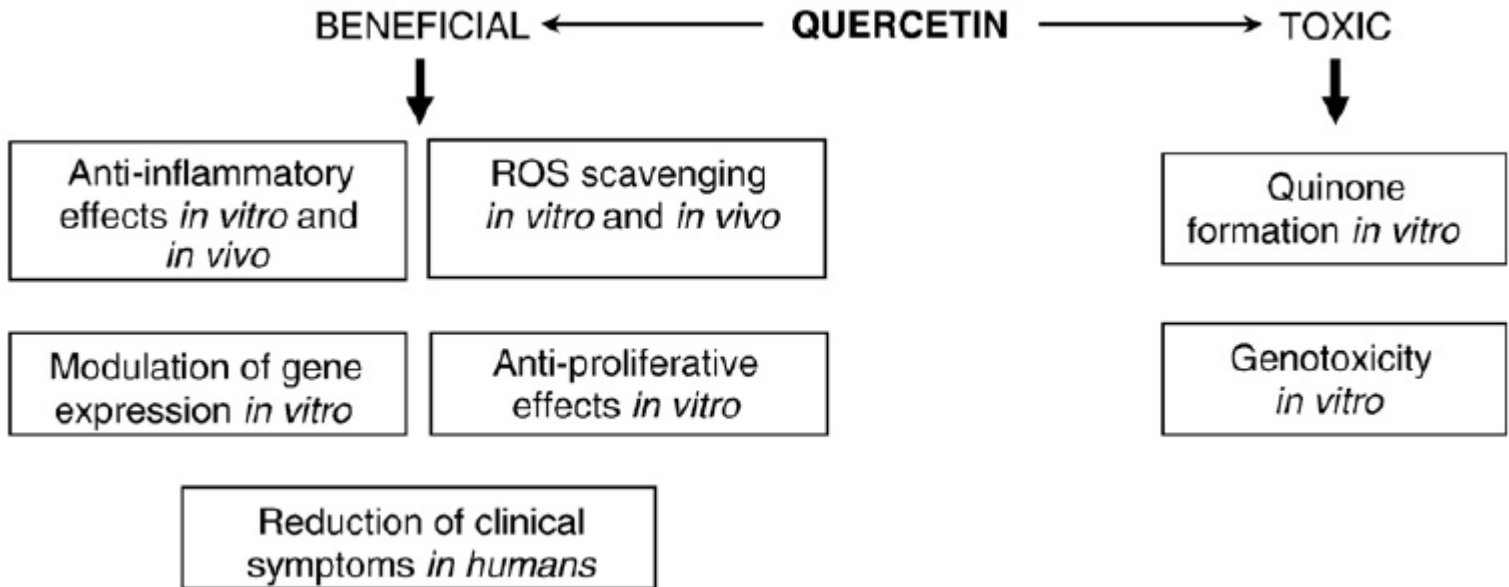 BENEFICIAL QUERCETIN TOXIC
Anti-inflammatory
effects in vitro and
in vivo
ROS scavenging
in vitro and in vivo
Quinone
formation in vitro
Modulation of gene
expression in vitro
Anti-proliferative
effects in vitro
Genotoxicity
in vitro
Reduction of clinical
symptoms in humans